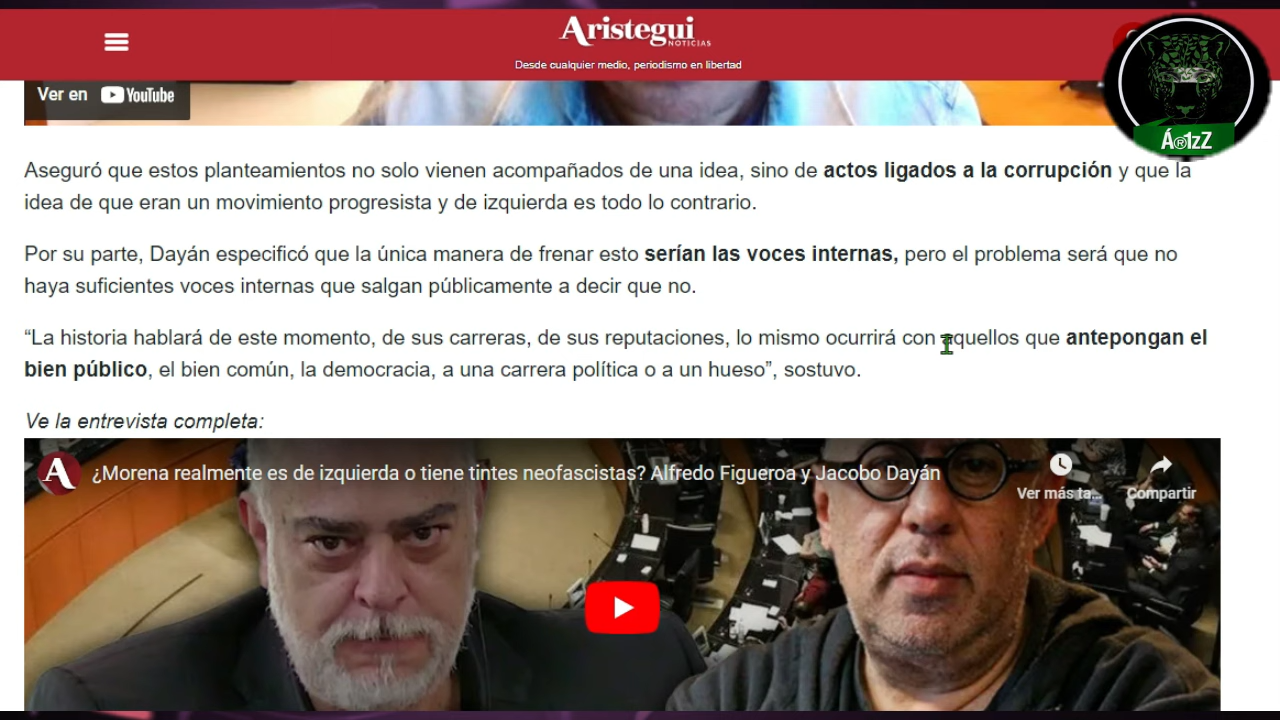 Aristegui
NOTICIAS
Desde cualquier medio, periodismo en libertad
Ver en YouTube
Á®1zZ
Aseguró que estos planteamientos no solo vienen acompañados de una idea, sino de actos ligados a la corrupción y que la
idea de que eran un movimiento progresista y de izquierda es todo lo contrario.
Por su parte, Dayán especificó que la única manera de frenar esto serían las voces internas, pero el problema será que no
haya suficientes voces internas que salgan públicamente a decir que no.
“La historia hablará de este momento, de sus carreras, de sus reputaciones, lo mismo ocurrirá con aquellos que antepongan el
bien público, el bien común, la democracia, a una carrera política o a un hueso”, sostuvo.
Ve la entrevista completa:
A
¿Morena realmente es de izquierda o tiene tintes neofascistas? Alfredo Figueroa y Jacobo Dayán
Ver más ta...
Compartir